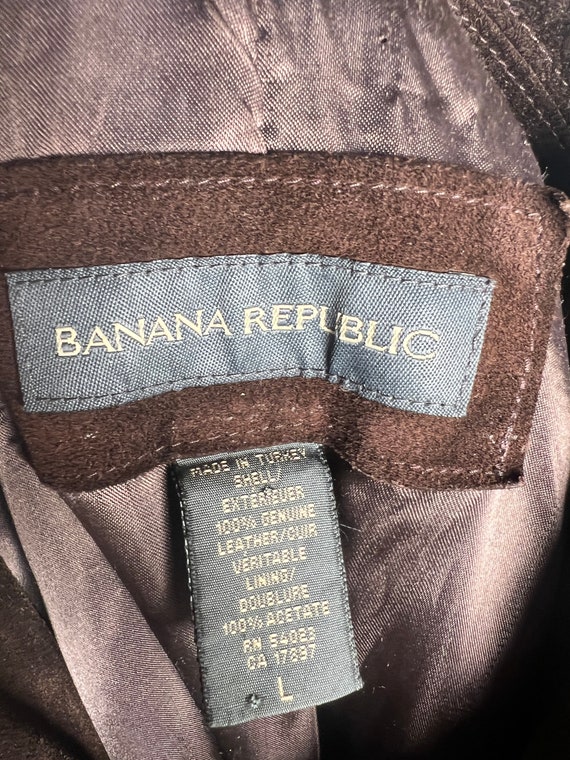 BANANA REPUBLIC
MADE IN TURKEY
SHELL/
EXTERIEUR
100% GENUINE
LEATHER/CUIR
VERITABLE
LINING/
DOUBLURE
100% ACETATE
RN 54023
CA 17897
L